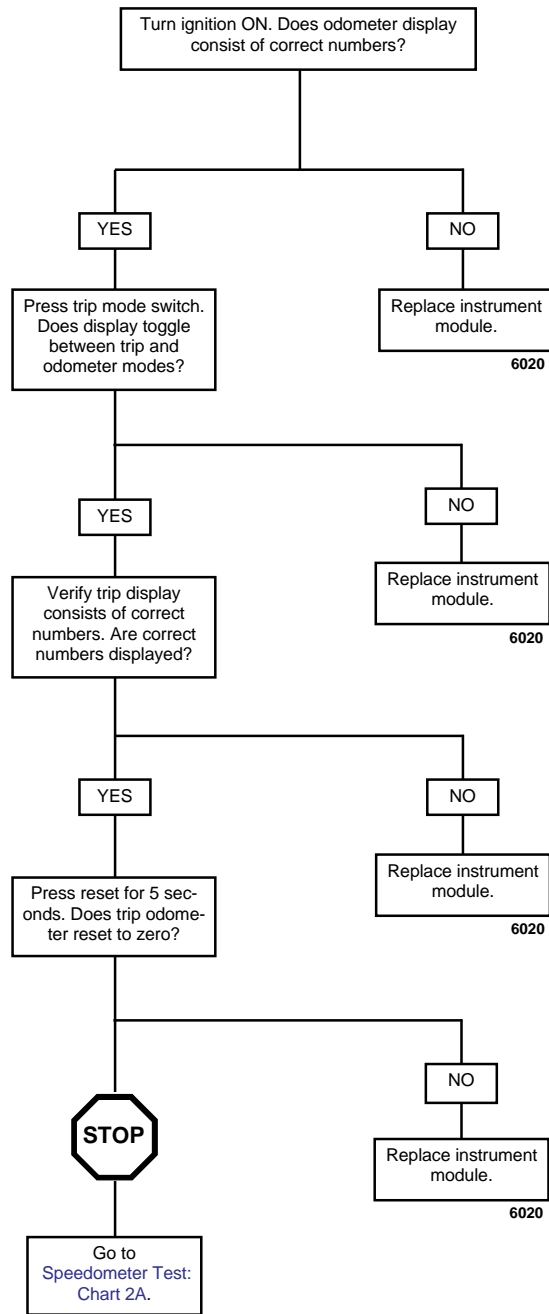 Turn ignition ON. Does odometer display
consist of correct numbers?
YES
NO
Press trip mode switch.
Does display toggle
between trip and
odometer modes?
Replace instrument
module.
6020
YES
NO
Verify trip display
consists of correct
numbers. Are correct
numbers displayed?
Replace instrument
module.
6020
YES
NO
Press reset for 5 sec-
onds. Does trip odome-
ter reset to zero?
Replace instrument
module.
6020
STOP
NO
Replace instrument
module.
6020
Go to
Speedometer Test:
Chart 2A.